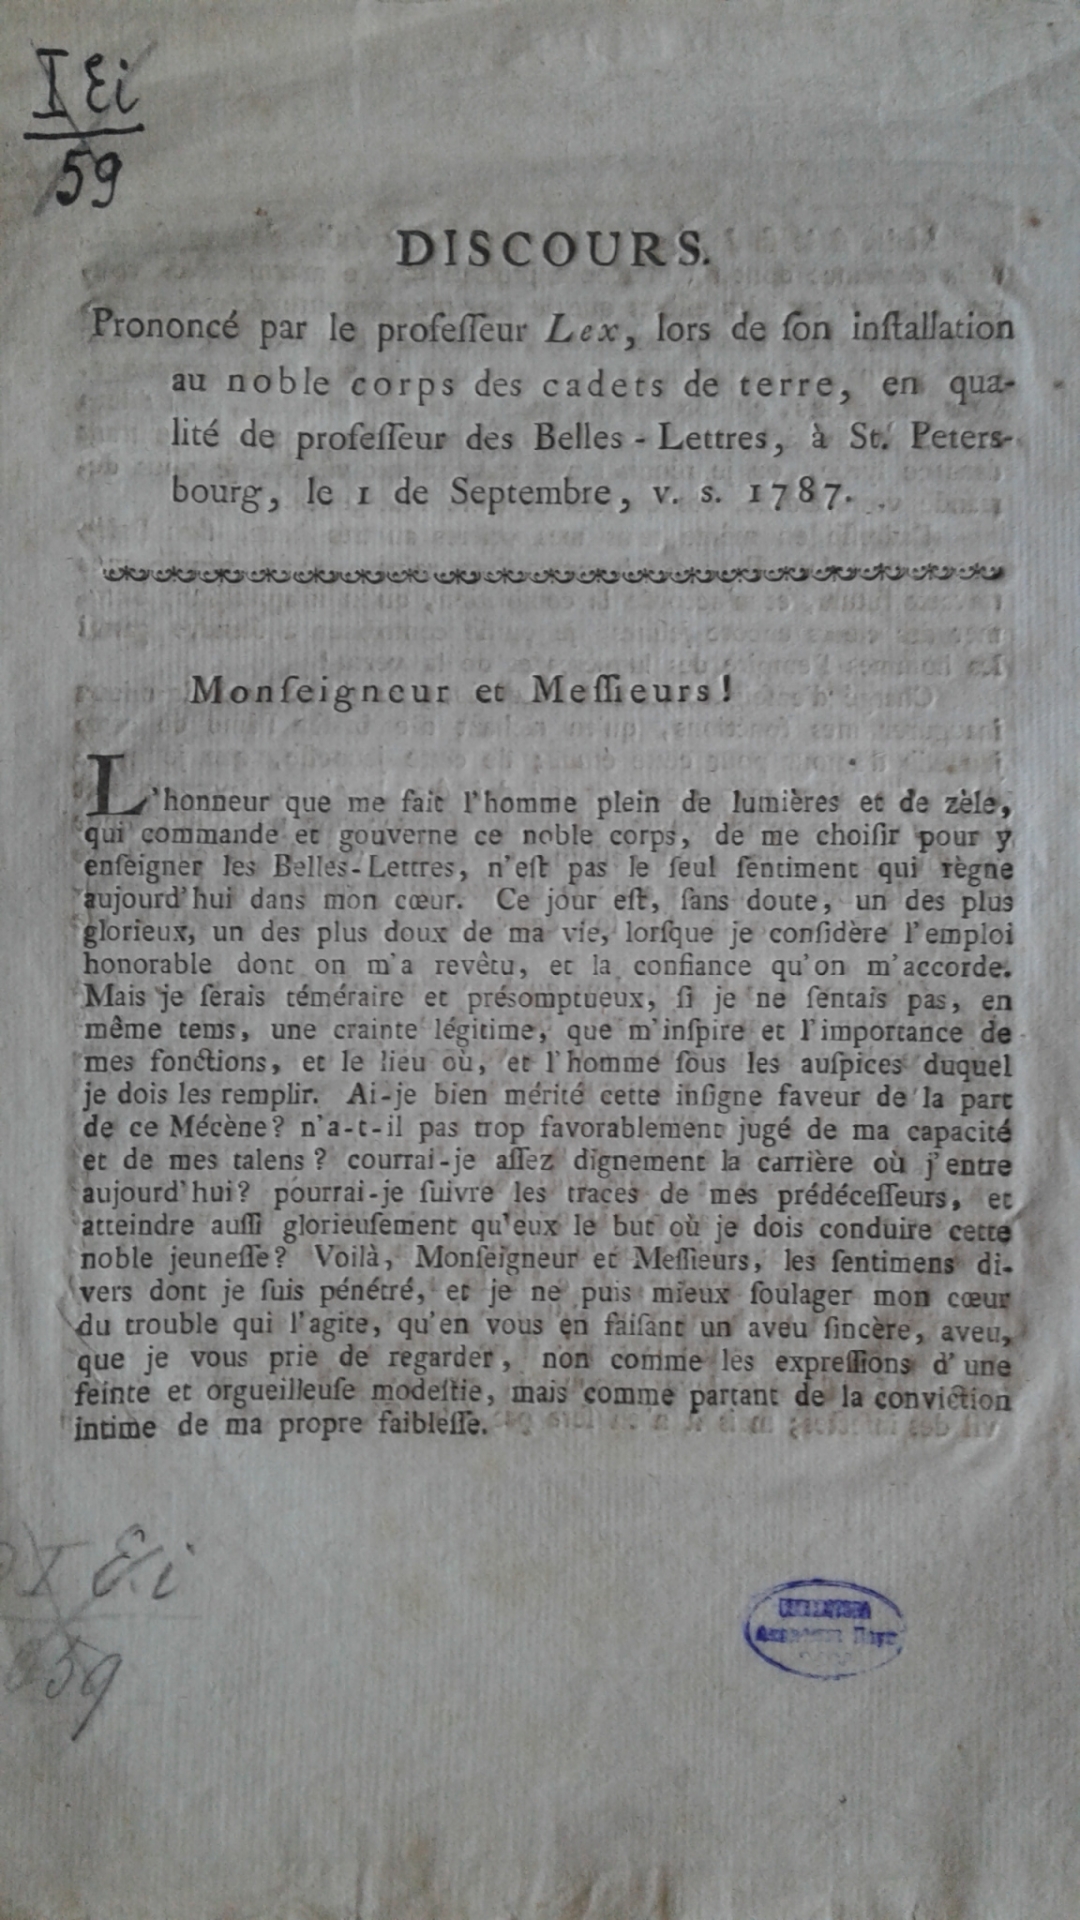 I Ei
59
DISCOURS.
Prononcé par le profeſſeur Lex, lors de ſon inſtallation
au noble corps des cadets de terre, en qua-
lité de profeſſeur des Belles - Lettres, à St. Peters-
bourg, le 1 de Septembre, v. s. 1787.
Monſeigneur et Meſſieurs!
L'honneur que me fait l'homme plein de lumières et de zèle,
qui commande et gouverne ce noble corps, de me choiſir pour y
enſeigner les Belles-Lettres, n'eſt pas le ſeul ſentiment qui règne
aujourd'hui dans mon cœur. Ce jour eſt, ſans doute, un des plus
glorieux, un des plus doux de ma vie, lorſque je conſidère l'emploi
honorable dont on m'a revêtu, et la confiance qu'on m'accorde.
Mais je ſerais téméraire et présomptueux, ſi je ne ſentais pas, en
même tems, une crainte légitime, que m'inſpire et l'importance de
mes fonctions, et le lieu où, et l'homme ſous les auſpices duquel
je dois les remplir. Ai-je bien mérité cette inſigne faveur de la part
de ce Mécène? n'a-t-il pas trop favorablement jugé de ma capacité
et de mes talens? courrai-je aſſez dignement la carrière où j'entre
aujourd'hui? pourrai-je ſuivre les traces de mes prédéceſſeurs, et
atteindre auſſi glorieuſement qu'eux le but où je dois conduire cette
noble jeuneſſe? Voilà, Monſeigneur et Meſſieurs, les ſentimens di-
vers dont je ſuis pénétré, et je ne puis mieux ſoulager mon cœur
du trouble qui l'agite, qu'en vous en faiſant un aveu ſincère, aveu,
que je vous prie de regarder, non comme les expreſſions d'une
feinte et orgueilleuſe modeſtie, mais comme partant de la conviction
intime de ma propre faibleſſe.
I Ei
59